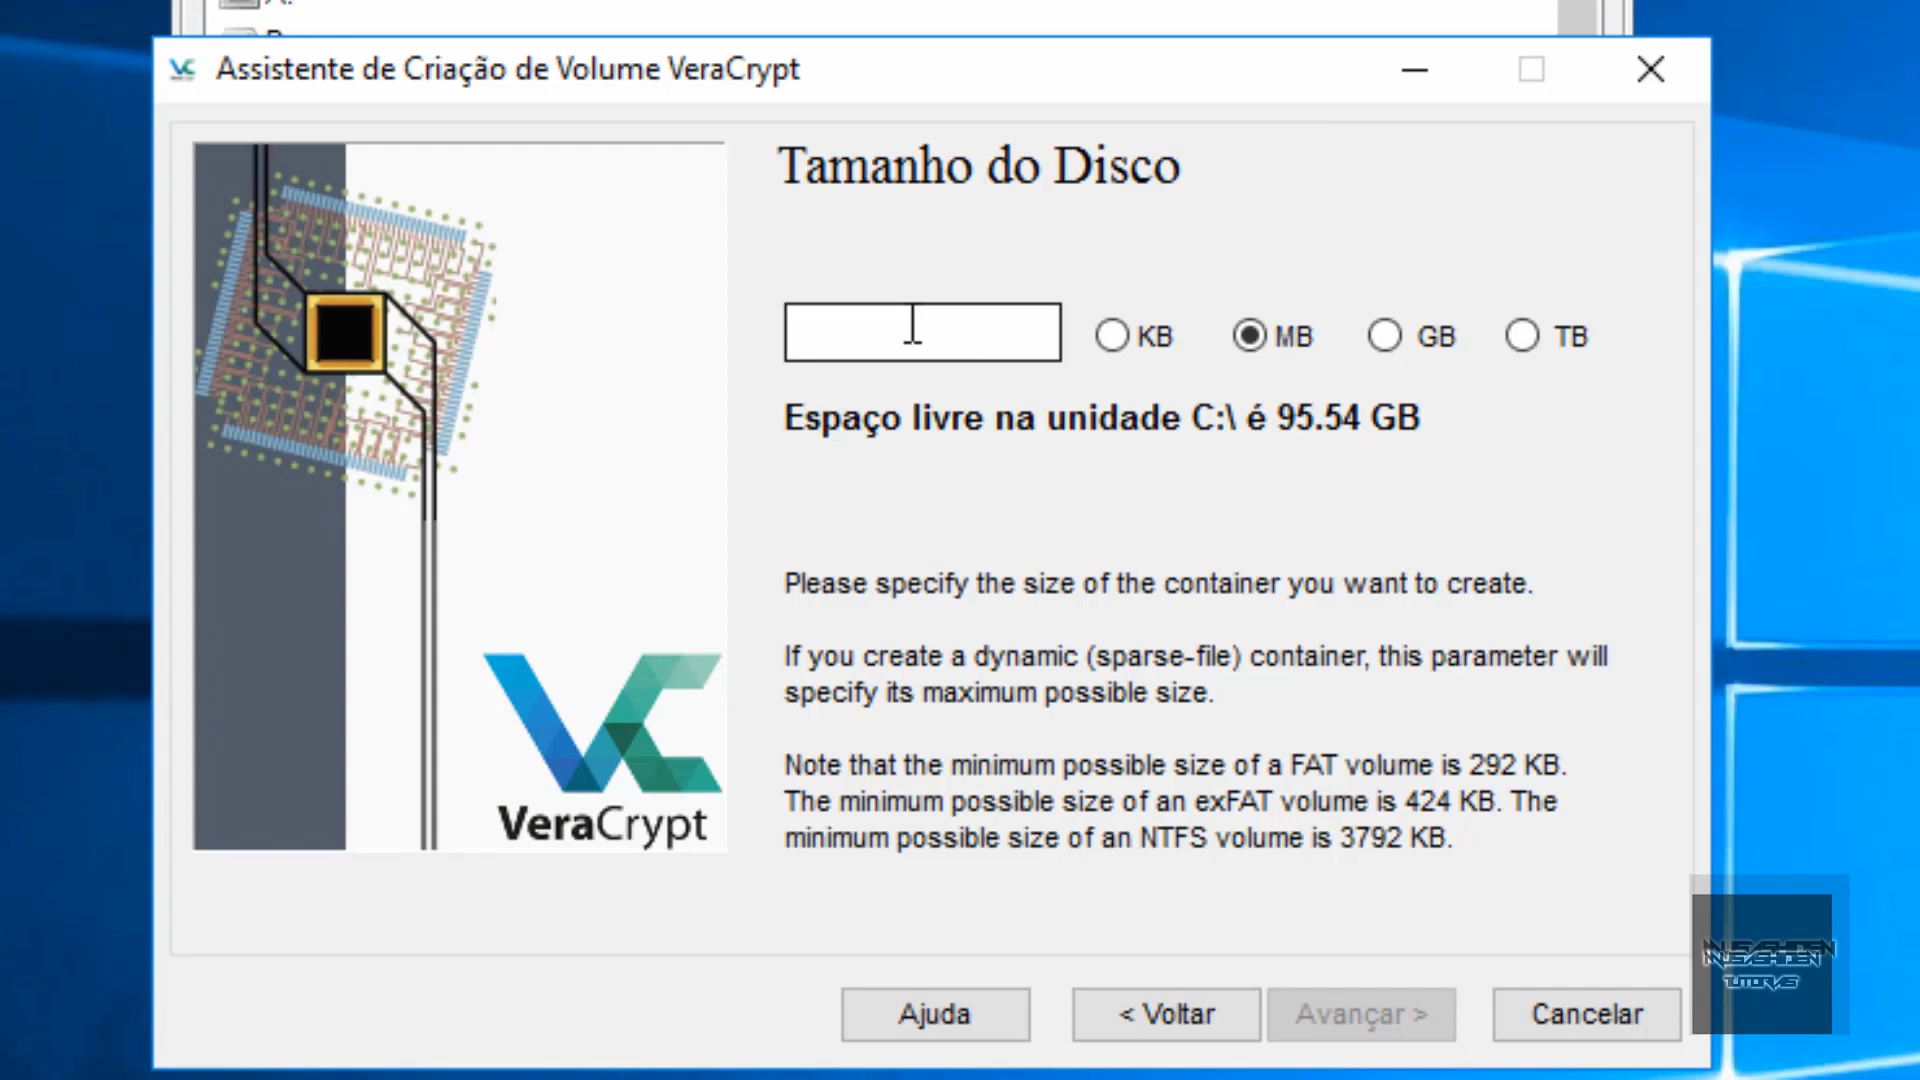 Assistente de Criação de Volume VeraCrypt
Tamanho do Disco
KB
MB
GB
TB
Espaço livre na unidade C:\ é 95.54 GB
Please specify the size of the container you want to create.
If you create a dynamic (sparse-file) container, this parameter will
specify its maximum possible size.
Note that the minimum possible size of a FAT volume is 292 KB.
The minimum possible size of an exFAT volume is 424 KB. The
minimum possible size of an NTFS volume is 3792 KB.
VeraCrypt
Ajuda
< Voltar
Avançar >
Cancelar